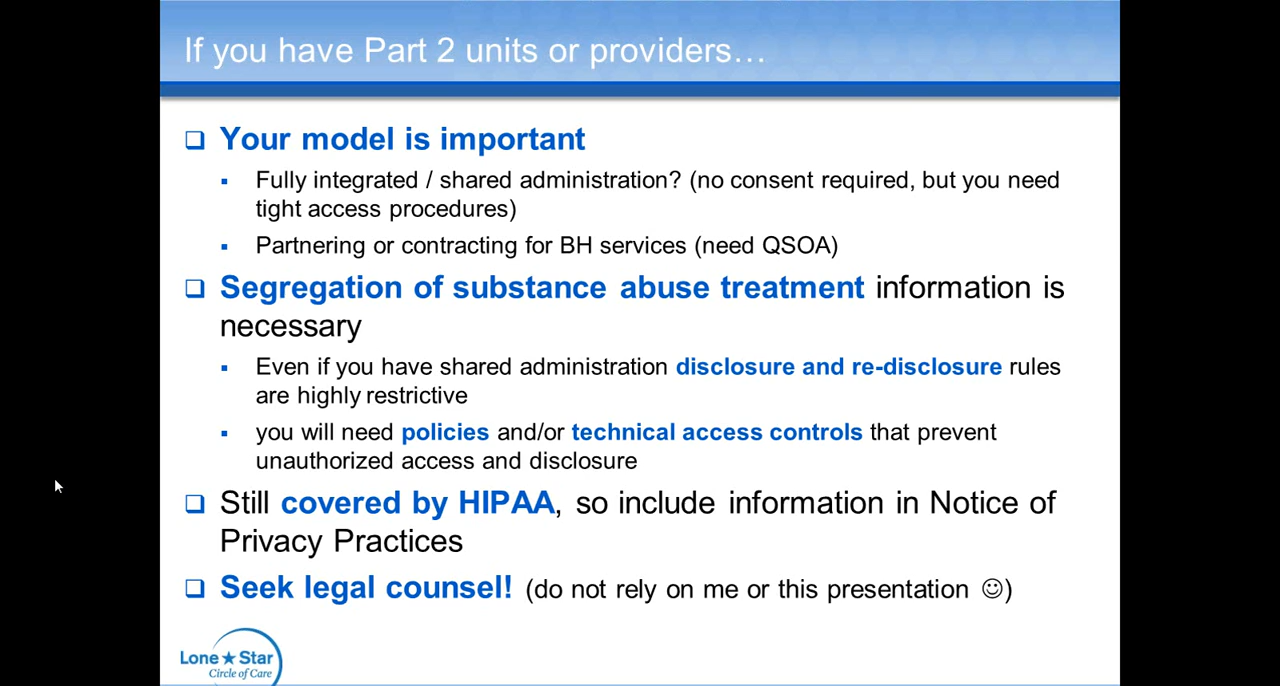 If you have Part 2 units or providers…
❑ Your model is important
▪ Fully integrated / shared administration? (no consent required, but you need
tight access procedures)
▪ Partnering or contracting for BH services (need QSOA)
❑ Segregation of substance abuse treatment information is
necessary
▪ Even if you have shared administration disclosure and re-disclosure rules
are highly restrictive
▪ you will need policies and/or technical access controls that prevent
unauthorized access and disclosure
❑ Still covered by HIPAA, so include information in Notice of
Privacy Practices
❑ Seek legal counsel! (do not rely on me or this presentation ☺)
Lone★Star
Circle of Care